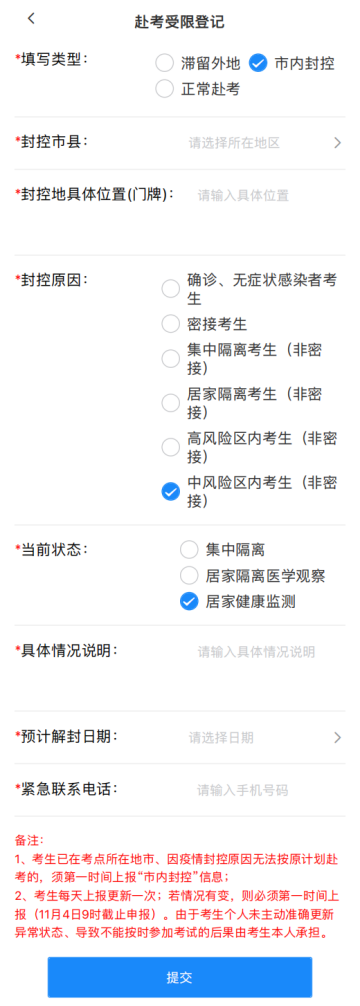 赴考受限登记
*填写类型： 滞留外地 市内封控
正常赴考
*封控市县： 请选择所在地区
*封控地具体位置(门牌)： 请输入具体位置
*封控原因： 确诊、无症状感染者考
生
密接考生
集中隔离考生（非密
接）
居家隔离考生（非密
接）
高风险区内考生（非密
接）
中风险区内考生（非密
接）
*当前状态： 集中隔离
居家隔离医学观察
居家健康监测
*具体情况说明： 请输入具体情况说明
*预计解封日期： 请选择日期
*紧急联系电话： 请输入手机号码
备注：
1、考生已在考点所在地市、因疫情封控原因无法按原计划赴
考的，须第一时间上报“市内封控”信息；
2、考生每天上报更新一次；若情况有变，则必须第一时间上
报（11月4日9时截止申报）。由于考生个人未主动准确更新
异常状态、导致不能按时参加考试的后果由考生本人承担。
提交